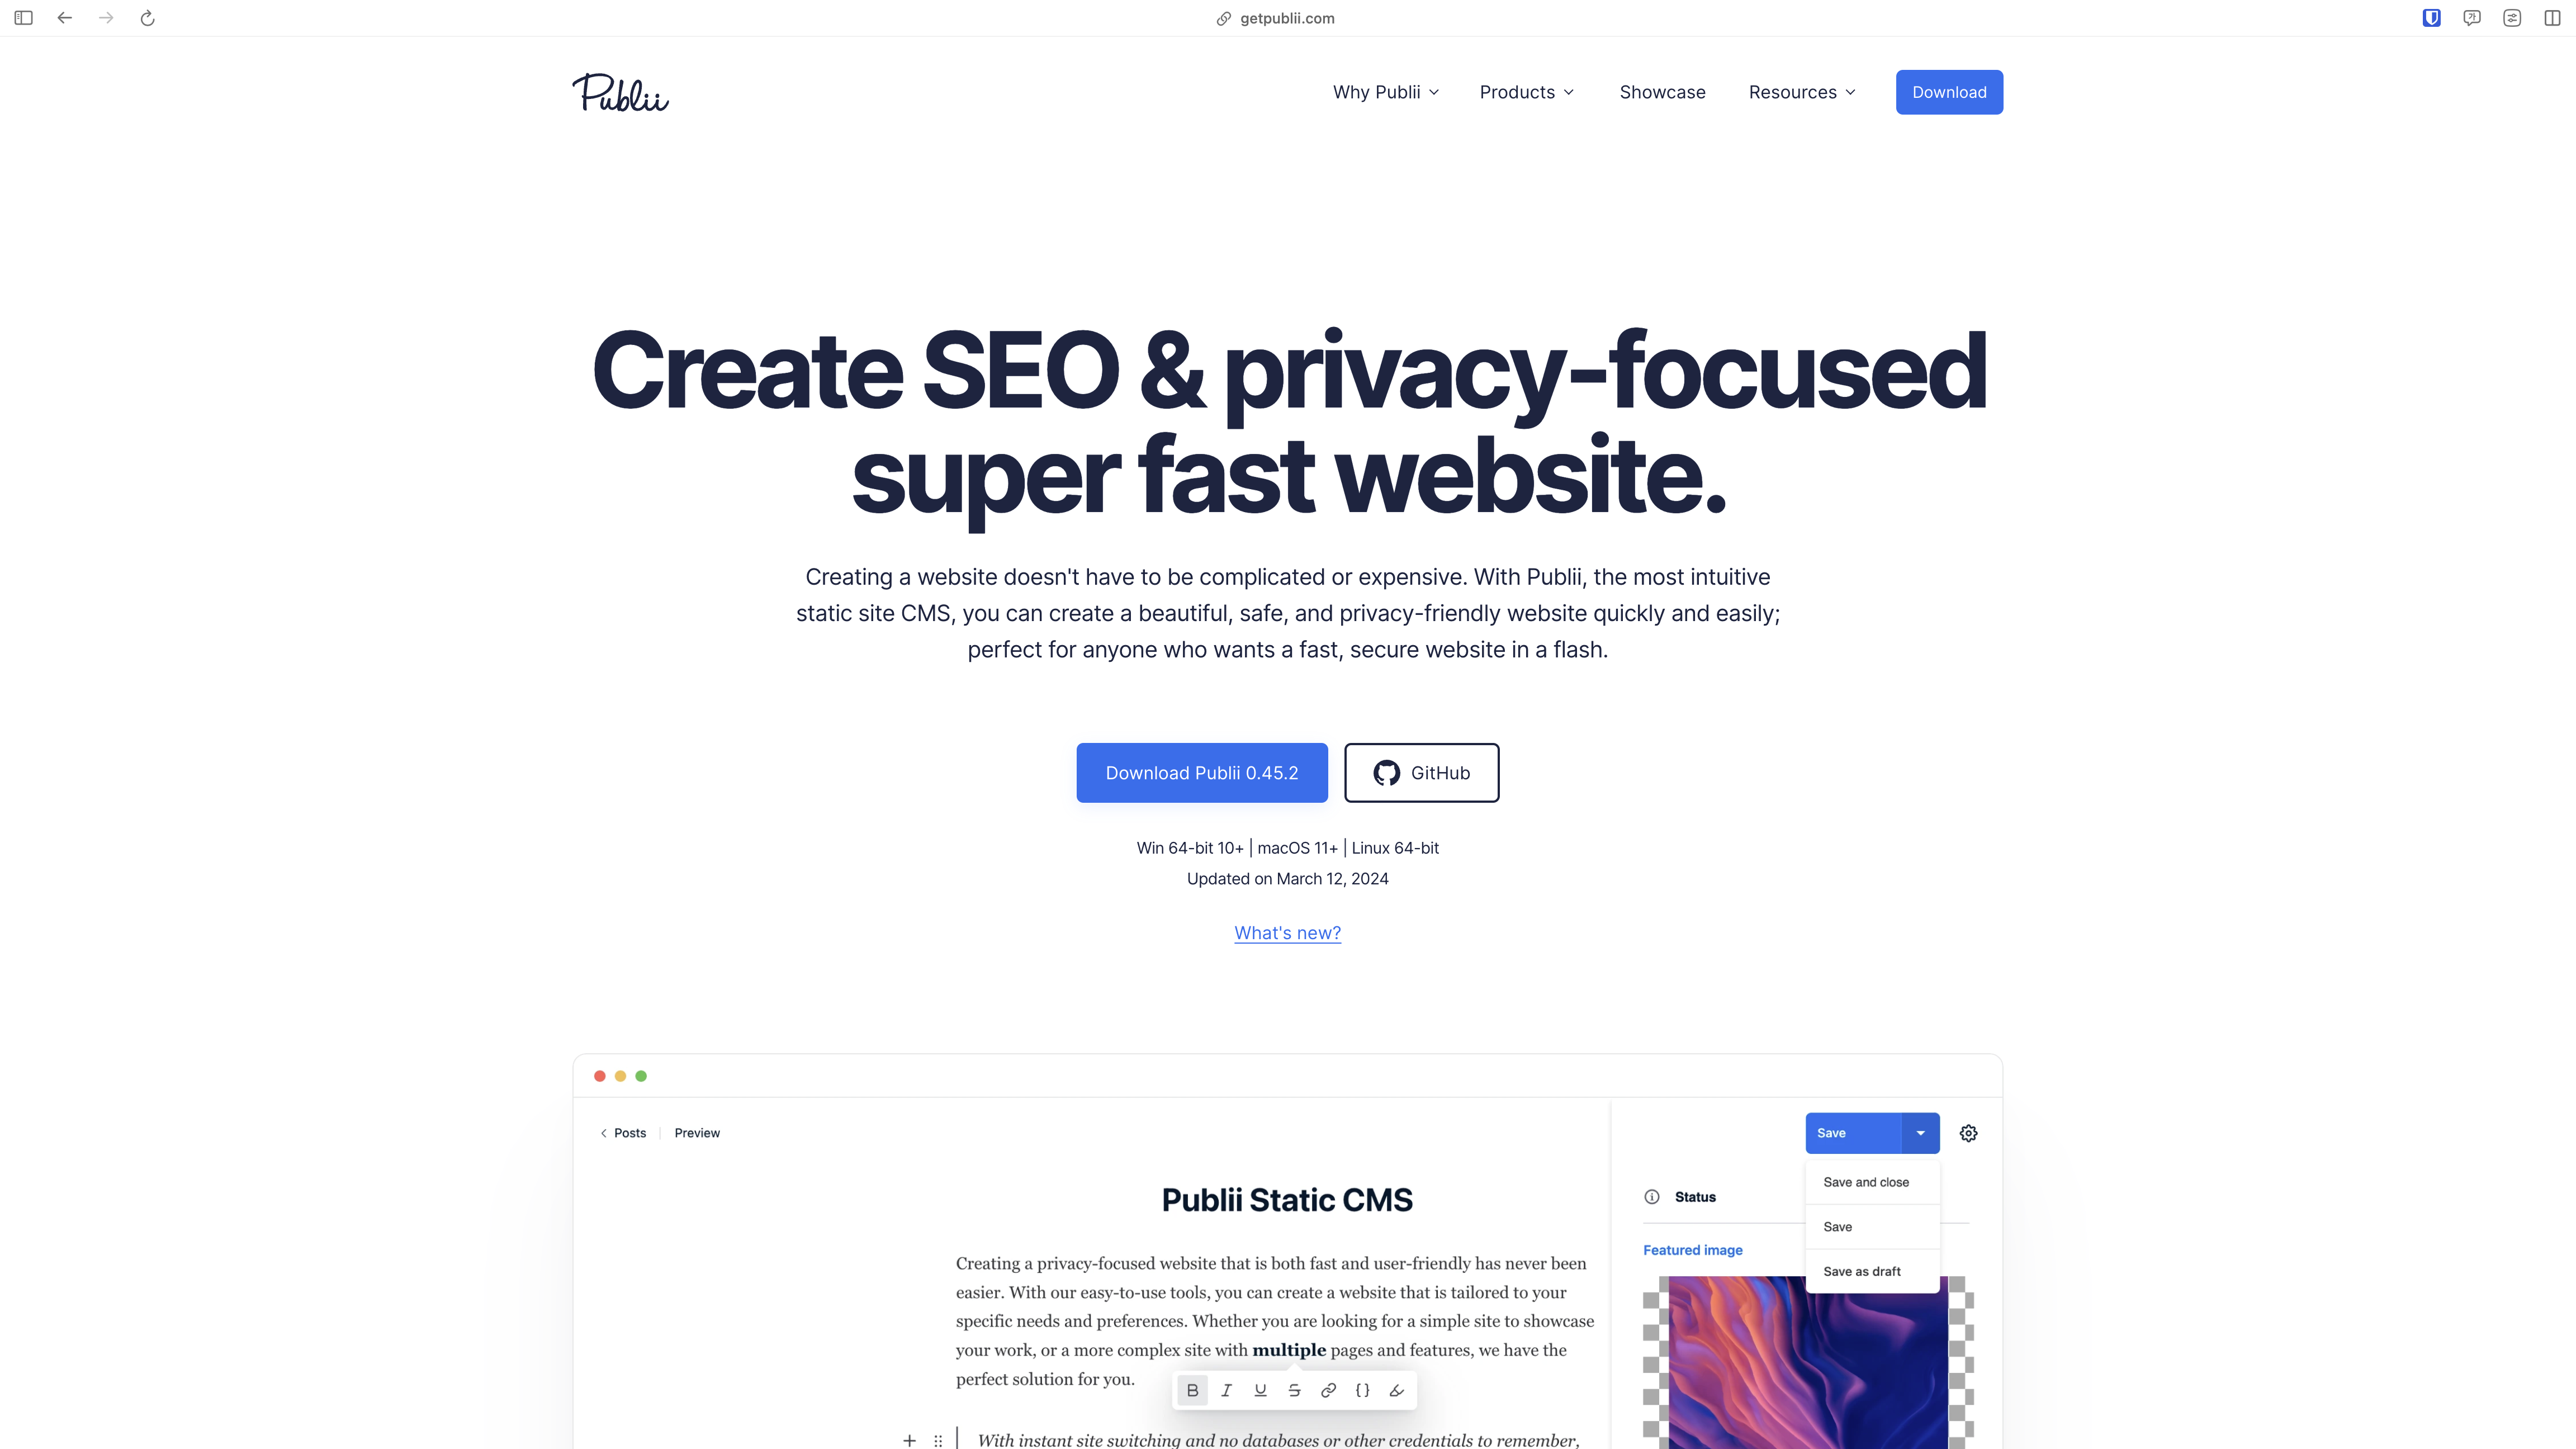 getpublii.com
Publii
Why Publii
Products
Showcase
Resources
Download
Create SEO & privacy-focused
super fast website.
Creating a website doesn't have to be complicated or expensive. With Publii, the most intuitive
static site CMS, you can create a beautiful, safe, and privacy-friendly website quickly and easily;
perfect for anyone who wants a fast, secure website in a flash.
Download Publii 0.45.2
GitHub
Win 64-bit 10+ | macOS 11+ | Linux 64-bit
Updated on March 12, 2024
What's new?
Posts
Preview
Save
Save and close
Save
Save as draft
Status
Featured image
Publii Static CMS
Creating a privacy-focused website that is both fast and user-friendly has never been
easier. With our easy-to-use tools, you can create a website that is tailored to your
specific needs and preferences. Whether you are looking for a simple site to showcase
your work, or a more complex site with multiple pages and features, we have the
perfect solution for you.
B I U S { }
With instant site switching and no databases or other credentials to remember,